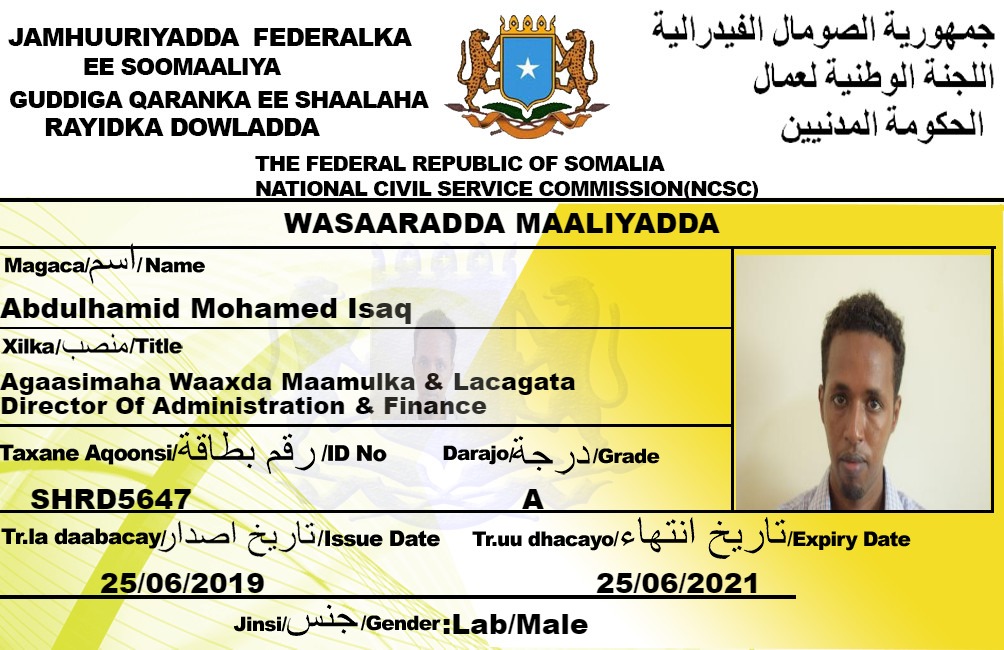 JAMHUURIYADDA FEDERALKA
EE SOOMAALIYA
GUDDIGA QARANKA EE SHAALAHA
RAYIDKA DOWLADDA
جمهورية الصومال الفيدرالية
اللجنة الوطنية لعمال
الحكومة المدنيين
THE FEDERAL REPUBLIC OF SOMALIA
NATIONAL CIVIL SERVICE COMMISSION(NCSC)
WASAARADDA MAALIYADDA
Magaca/اسم/Name
Abdulhamid Mohamed Isaq
Xilka/منصب/Title
Agaasimaha Waaxda Maamulka & Lacagata
Director Of Administration & Finance
Taxane Aqoonsi/رقم بطاقة/ID No Darajo/درجة/Grade
SHRD5647 A
Tr.la daabacay/تاريخ اصدار/Issue Date Tr.uu dhacayo/تاريخ انتهاء/Expiry Date
25/06/2019 25/06/2021
Jinsi/جنس/Gender:Lab/Male